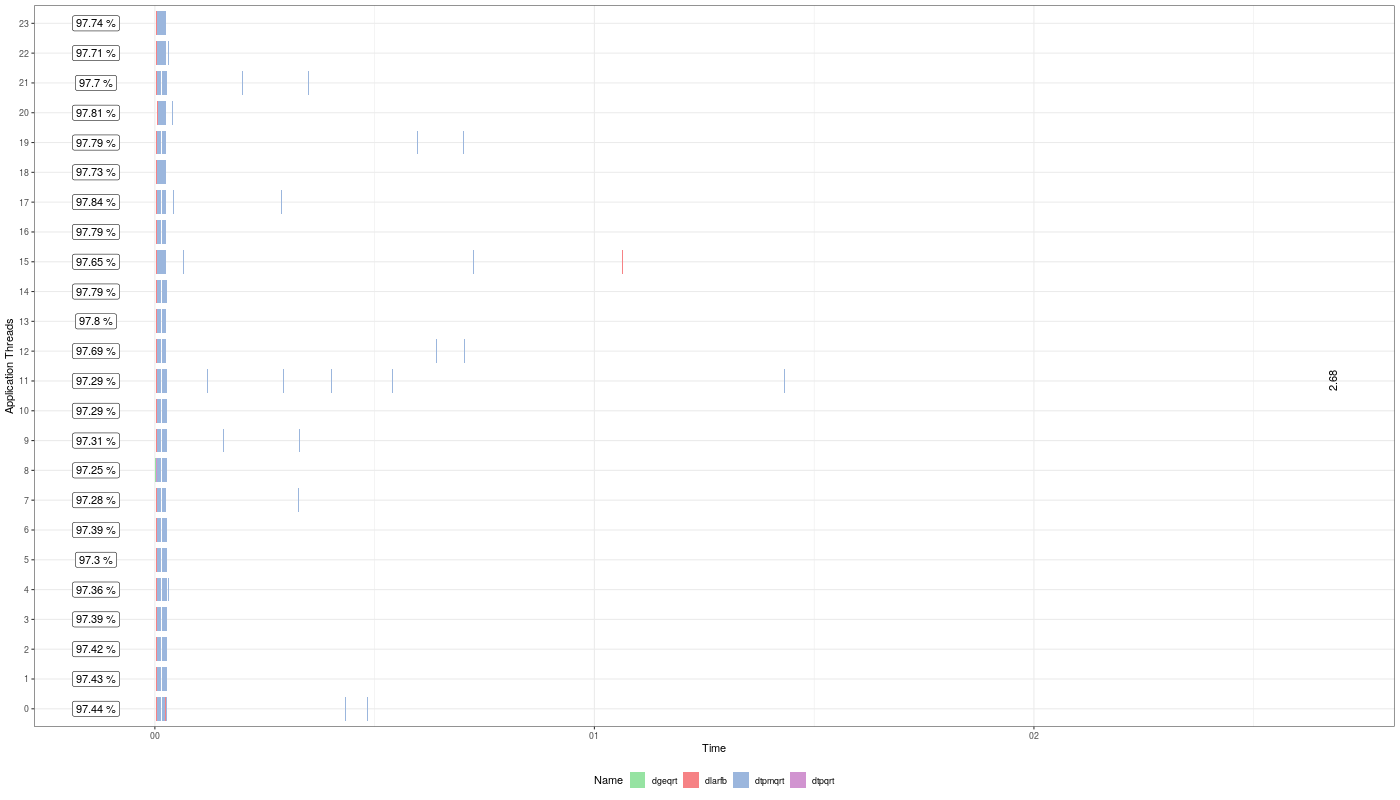 23 97.74 %
22 97.71 %
21 97.7 %
20 97.81 %
19 97.79 %
18 97.73 %
17 97.84 %
16 97.79 %
15 97.65 %
14 97.79 %
13 97.8 %
12 97.69 %
11 97.29 % 2.68
10 97.29 %
9 97.31 %
8 97.25 %
7 97.28 %
6 97.39 %
5 97.3 %
4 97.36 %
3 97.39 %
2 97.42 %
1 97.43 %
0 97.44 %
Application Threads
00 01 02
Time
Name dgeqrt dlarfb dtpmqrt dtpqrt